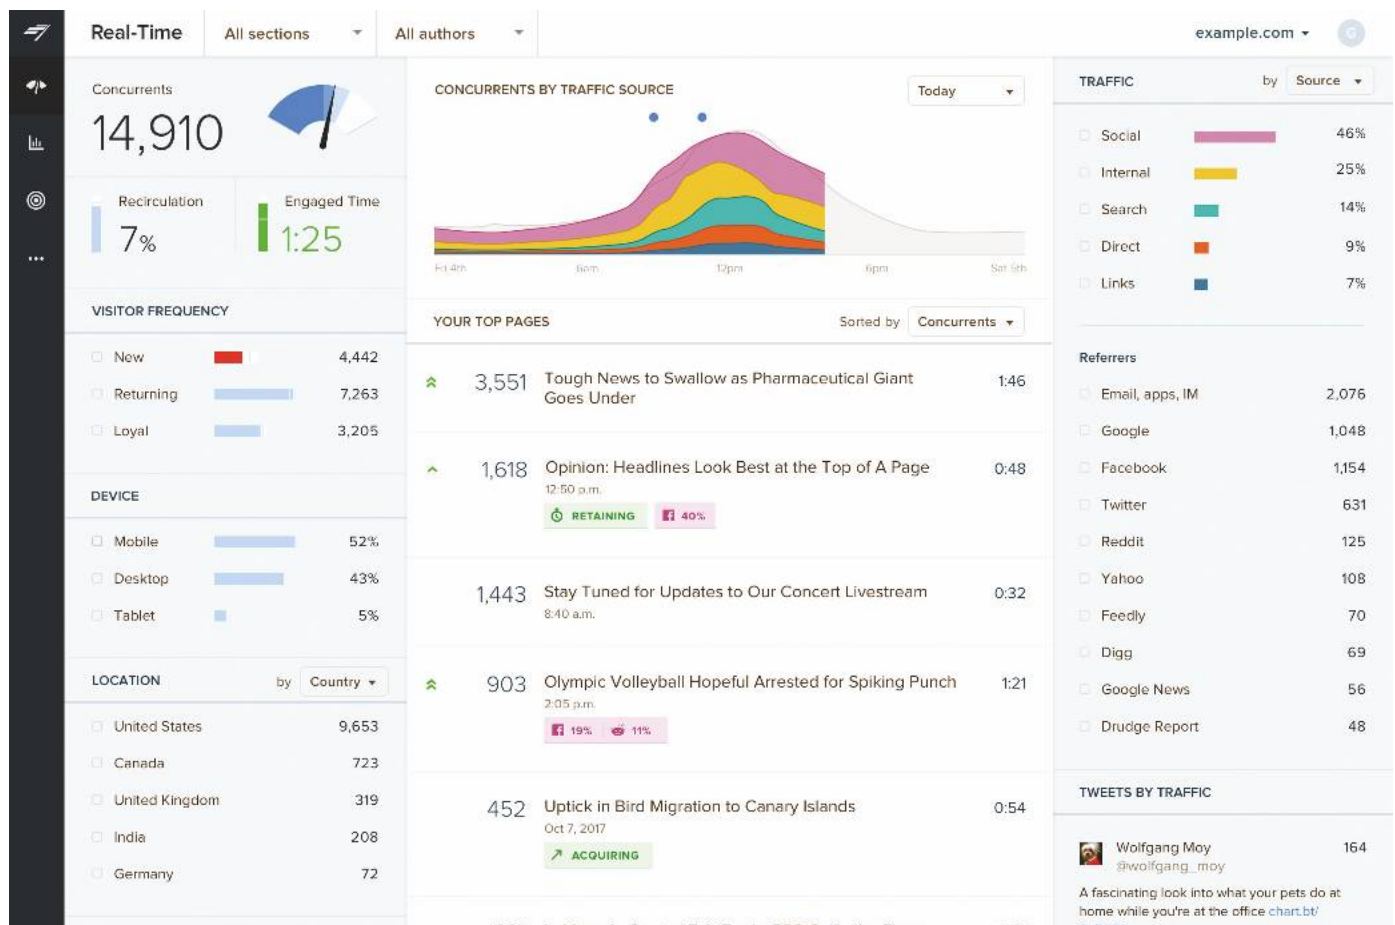 Real-Time
All sections
All authors
example.com
G
Concurrents
14,910
Recirculation
7%
Engaged Time
1:25
VISITOR FREQUENCY
New 4,442
Returning 7,263
Loyal 3,205
DEVICE
Mobile 52%
Desktop 43%
Tablet 5%
LOCATION by Country
United States 9,653
Canada 723
United Kingdom 319
India 208
Germany 72
CONCURRENTS BY TRAFFIC SOURCE
Today
Fri 4th 6am 12pm 6pm Sat 5th
YOUR TOP PAGES Sorted by Concurrents
3,551 Tough News to Swallow as Pharmaceutical Giant 1:46
Goes Under
1,618 Opinion: Headlines Look Best at the Top of A Page 0:48
12:50 p.m.
RETAINING 40%
1,443 Stay Tuned for Updates to Our Concert Livestream 0:32
8:40 a.m.
903 Olympic Volleyball Hopeful Arrested for Spiking Punch 1:21
2:05 p.m.
19% 11%
452 Uptick in Bird Migration to Canary Islands 0:54
Oct 7, 2017
ACQUIRING
TRAFFIC by Source
Social 46%
Internal 25%
Search 14%
Direct 9%
Links 7%
Referrers
Email, apps, IM 2,076
Google 1,048
Facebook 1,154
Twitter 631
Reddit 125
Yahoo 108
Feedly 70
Digg 69
Google News 56
Drudge Report 48
TWEETS BY TRAFFIC
Wolfgang Moy 164
@wolfgang_moy
A fascinating look into what your pets do at
home while you're at the office chart.bt/